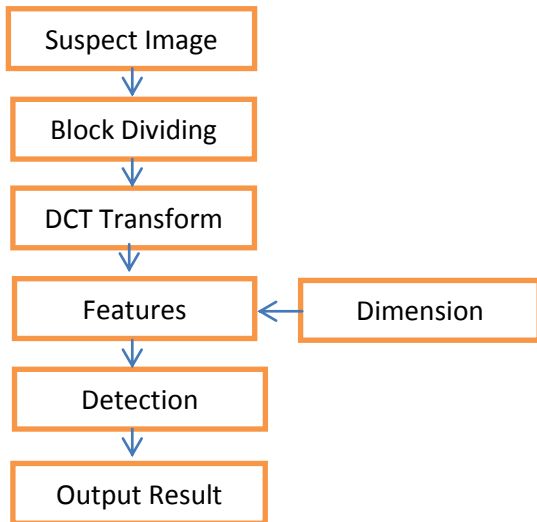 Suspect Image
Block Dividing
DCT Transform
Features
Dimension
Detection
Output Result